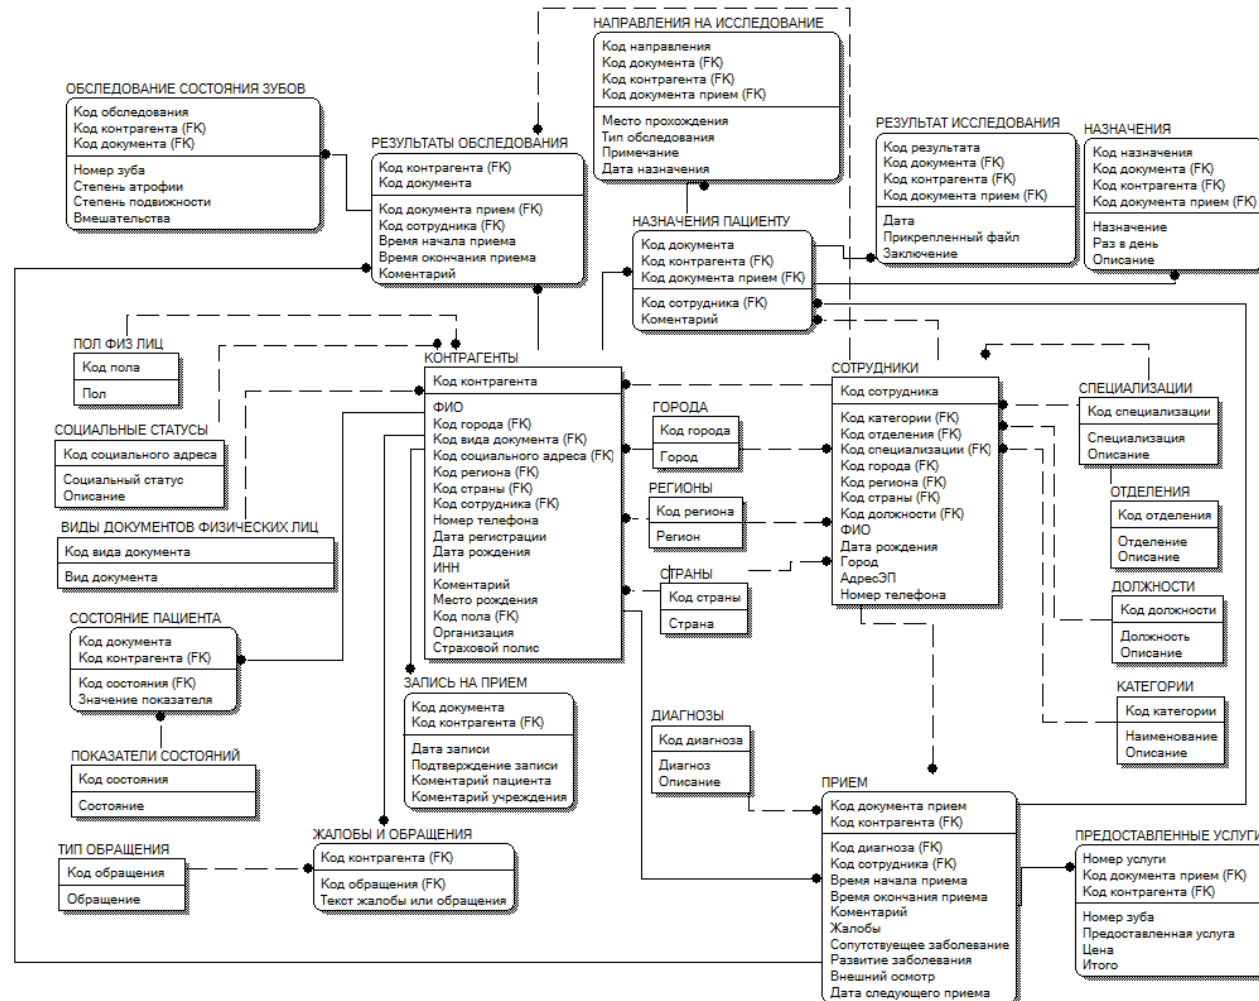 НАПРАВЛЕНИЯ НА ИССЛЕДОВАНИЕ
Код направления
Код документа (FK)
Код контрагента (FK)
Код документа прием (FK)
Место прохождения
Тип обследования
Примечание
Дата назначения
ОБСЛЕДОВАНИЕ СОСТОЯНИЯ ЗУБОВ
Код обследования
Код контрагента (FK)
Код документа (FK)
Номер зуба
Степень атрофии
Степень подвижности
Вмешательства
РЕЗУЛЬТАТЫ ОБСЛЕДОВАНИЯ
Код контрагента (FK)
Код документа
Код документа прием (FK)
Код сотрудника (FK)
Время начала приема
Время окончания приема
Коментарий
РЕЗУЛЬТАТ ИССЛЕДОВАНИЯ
Код результата
Код документа (FK)
Код контрагента (FK)
Код документа прием (FK)
Дата
Прикрепленный файл
Заключение
НАЗНАЧЕНИЯ
Код назначения
Код документа (FK)
Код контрагента (FK)
Код документа прием (FK)
Назначение
Раз в день
Описание
НАЗНАЧЕНИЯ ПАЦИЕНТУ
Код документа
Код контрагента (FK)
Код документа прием (FK)
Код сотрудника (FK)
Коментарий
ПОЛ ФИЗ ЛИЦ
Код пола
Пол
СОЦИАЛЬНЫЕ СТАТУСЫ
Код социального адреса
Социальный статус
Описание
ВИДЫ ДОКУМЕНТОВ ФИЗИЧЕСКИХ ЛИЦ
Код вида документа
Вид документа
КОНТРАГЕНТЫ
Код контрагента
ФИО
Код города (FK)
Код вида документа (FK)
Код социального адреса (FK)
Код региона (FK)
Код страны (FK)
Код сотрудника (FK)
Номер телефона
Дата регистрации
Дата рождения
ИНН
Коментарий
Место рождения
Код пола (FK)
Организация
Страховой полис
ГОРОДА
Код города
Город
РЕГИОНЫ
Код региона
Регион
СТРАНЫ
Код страны
Страна
СОТРУДНИКИ
Код сотрудника
Код категории (FK)
Код отделения (FK)
Код специализации (FK)
Код города (FK)
Код региона (FK)
Код страны (FK)
Код должности (FK)
ФИО
Дата рождения
Город
АдресЭП
Номер телефона
СПЕЦИАЛИЗАЦИИ
Код специализации
Специализация
Описание
ОТДЕЛЕНИЯ
Код отделения
Отделение
Описание
ДОЛЖНОСТИ
Код должности
Должность
Описание
КАТЕГОРИИ
Код категории
Наименование
Описание
СОСТОЯНИЕ ПАЦИЕНТА
Код документа
Код контрагента (FK)
Код состояния (FK)
Значение показателя
ПОКАЗАТЕЛИ СОСТОЯНИЙ
Код состояния
Состояние
ТИП ОБРАЩЕНИЯ
Код обращения
Обращение
ЗАПИСЬ НА ПРИЕМ
Код документа
Код контрагента (FK)
Дата записи
Подтверждение записи
Коментарий пациента
Коментарий учреждения
ЖАЛОБЫ И ОБРАЩЕНИЯ
Код контрагента (FK)
Код обращения (FK)
Текст жалобы или обращения
ДИАГНОЗЫ
Код диагноза
Диагноз
Описание
ПРИЕМ
Код документа прием
Код контрагента (FK)
Код диагноза (FK)
Код сотрудника (FK)
Время начала приема
Время окончания приема
Коментарий
Жалобы
Сопутствуещее заболевание
Развитие заболевания
Внешний осмотр
Дата следующего приема
ПРЕДОСТАВЛЕННЫЕ УСЛУГИ
Номер услуги
Код документа прием (FK)
Код контрагента (FK)
Номер зуба
Предоставленная услуга
Цена
Итого